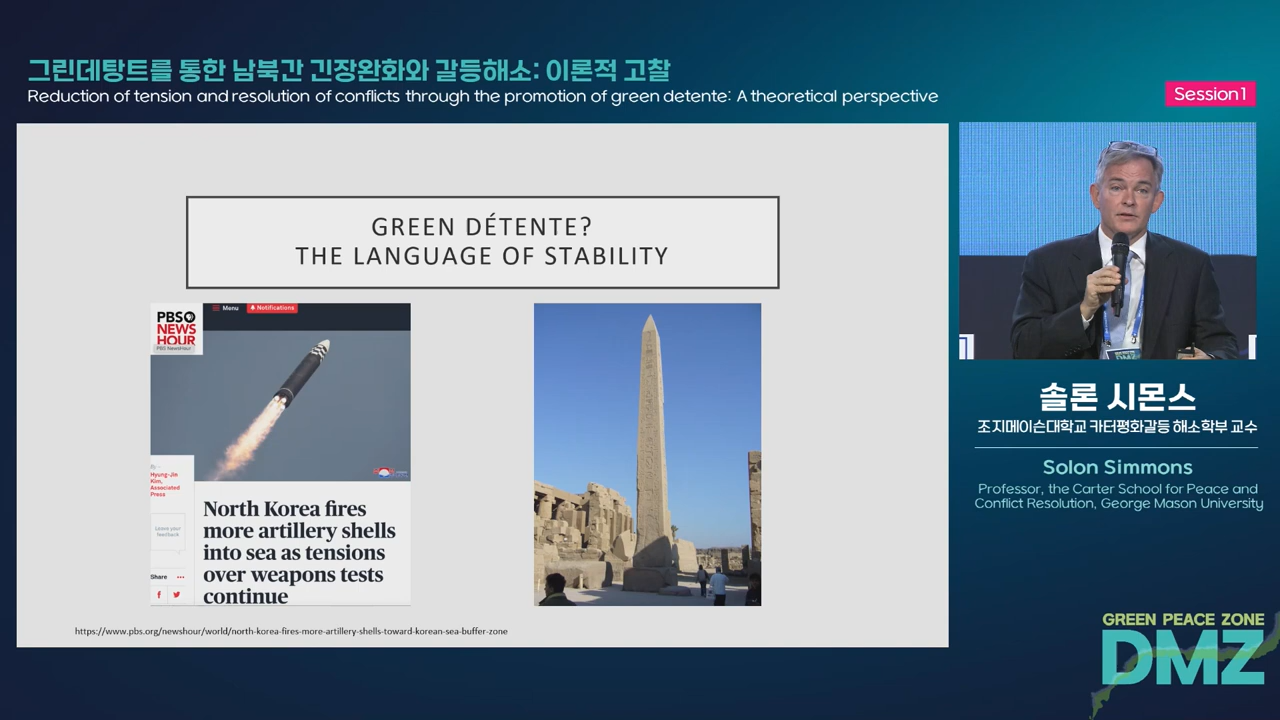 그린데탕트를 통한 남북간 긴장완화와 갈등해소: 이론적 고찰
Reduction of tension and resolution of conflicts through the promotion of green detente: A theoretical perspective
Session1
GREEN DÉTENTE?
THE LANGUAGE OF STABILITY
PBS
NEWS
HOUR
PBS NewsHour
Menu
Notifications
By —
Hyung-Jin
Kim,
Associated
Press
Leave your
feedback
Share
North Korea fires
more artillery shells
into sea as tensions
over weapons tests
continue
https://www.pbs.org/newshour/world/north-korea-fires-more-artillery-shells-toward-korean-sea-buffer-zone
솔론 시몬스
조지메이슨대학교 카터평화갈등 해소학부 교수
Solon Simmons
Professor, the Carter School for Peace and
Conflict Resolution, George Mason University
GREEN PEACE ZONE
DMZ